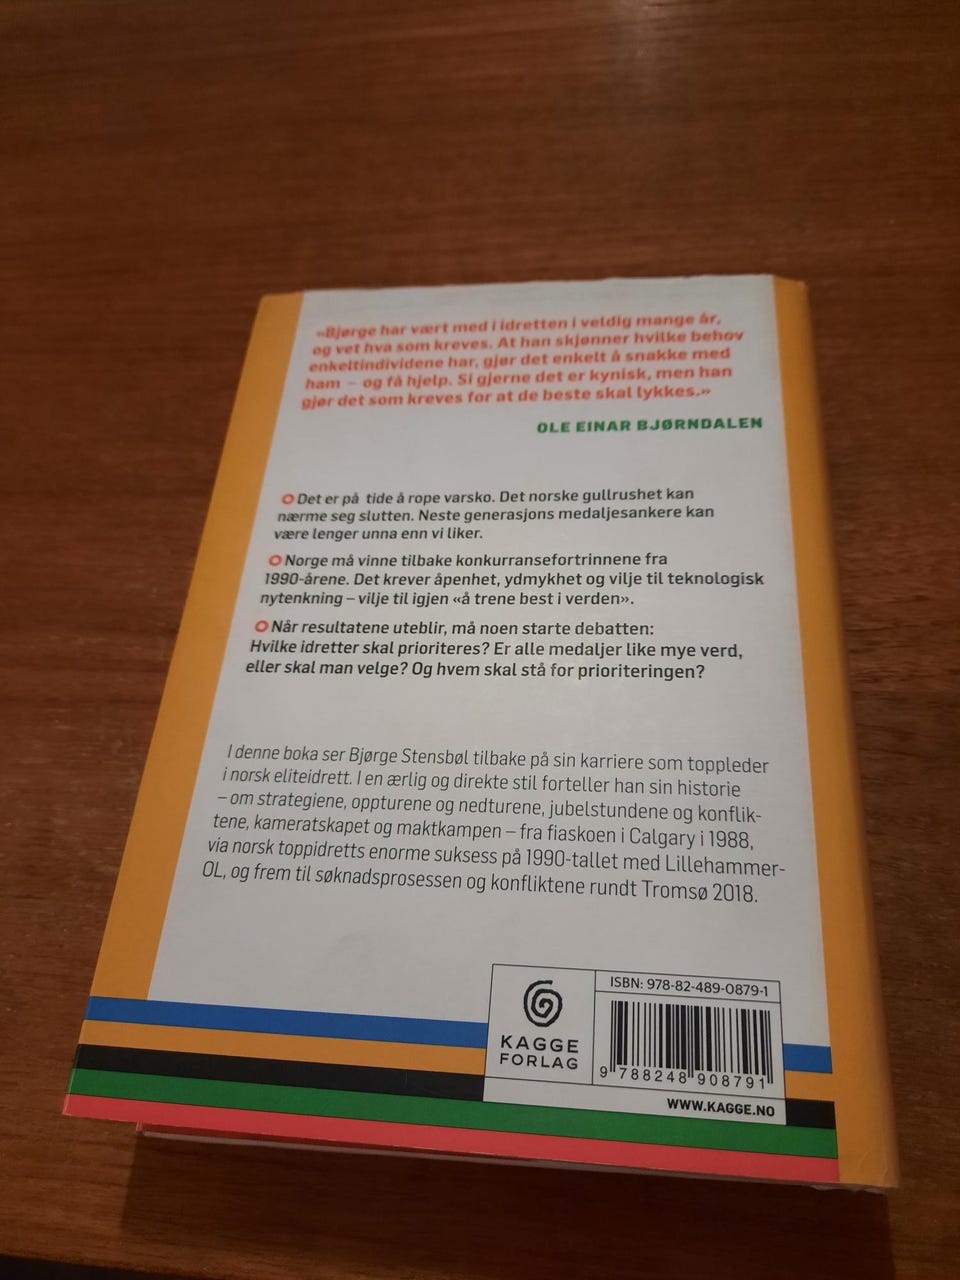 «Bjørge har vært med i idretten i veldig mange år,
og vet hva som kreves. At han skjønner hvilke behov
enkeltindividene har, gjør det enkelt å snakke med
ham – og få hjelp. Si gjerne det er kynisk, men han
gjør det som kreves for at de beste skal lykkes.»
OLE EINAR BJØRNDALEN
Det er på tide å rope varsko. Det norske gullrushet kan
nærme seg slutten. Neste generasjons medaljesankere kan
være lenger unna enn vi liker.
Norge må vinne tilbake konkurransefortrinnene fra
1990-årene. Det krever åpenhet, ydmykhet og vilje til teknologisk
nytenkning – vilje til igjen «å trene best i verden».
Når resultatene uteblir, må noen starte debatten:
Hvilke idretter skal prioriteres? Er alle medaljer like mye verd,
eller skal man velge? Og hvem skal stå for prioriteringen?
I denne boka ser Bjørge Stensbøl tilbake på sin karriere som toppleder
i norsk eliteidrett. I en ærlig og direkte stil forteller han sin historie
– om strategiene, oppturene og nedturene, jubelstundene og konflik-
tene, kameratskapet og maktkampen – fra fiaskoen i Calgary i 1988,
via norsk toppidretts enorme suksess på 1990-tallet med Lillehammer-
OL, og frem til søknadsprosessen og konfliktene rundt Tromsø 2018.
KAGGE
FORLAG
ISBN: 978-82-489-0879-1
9 788248 908791
WWW.KAGGE.NO